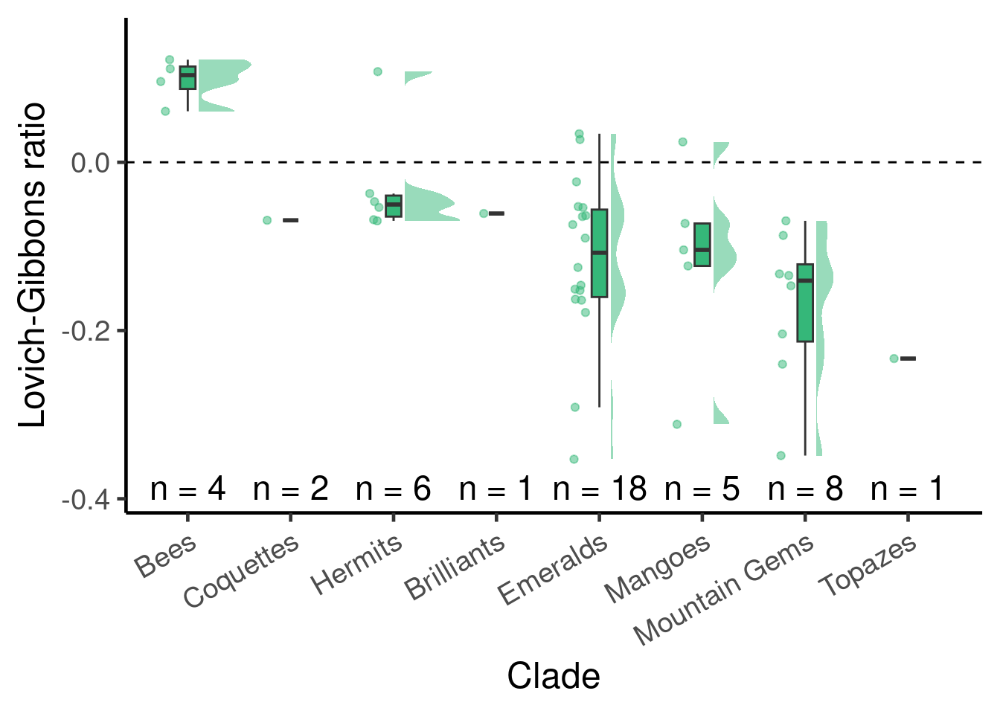 Lovich-Gibbons ratio
0.0
-0.2
-0.4
n = 4 n = 2 n = 6 n = 1 n = 18 n = 5 n = 8 n = 1
Bees Coquettes Hermits Brilliants Emeralds Mangoes Mountain Gems Topazes
Clade